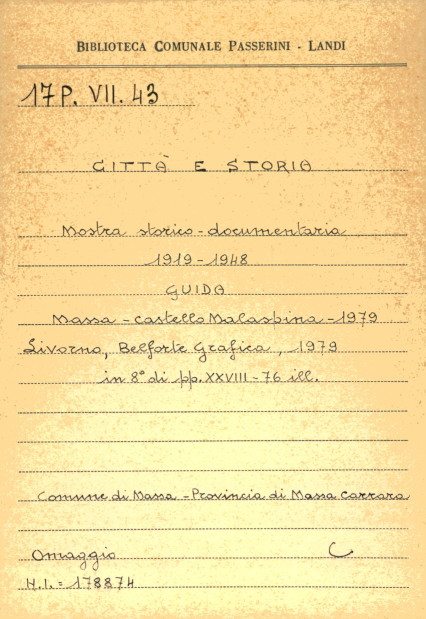 BIBLIOTECA COMUNALE PASSERINI - LANDI
17P. VII. 43
CITTÀ E STORIA
Mostra storico-documentaria
1919-1948
GUIDA
Massa - Castello Malaspina - 1979
Livorno, Belforte Grafica, 1979
in 8° di pp. XXVIII-76 ill.
Comune di Massa - Provincia di Massa Carrara
Omaggio C
N.I. = 178874